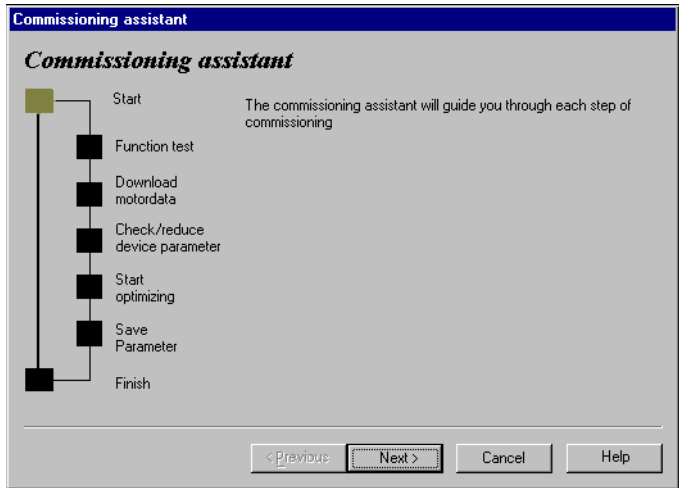 Commissioning assistant
Commissioning assistant
Start
The commissioning assistant will guide you through each step of
commissioning
Function test
Download
motordata
Check/reduce
device parameter
Start
optimizing
Save
Parameter
Finish
< Previous
Next >
Cancel
Help